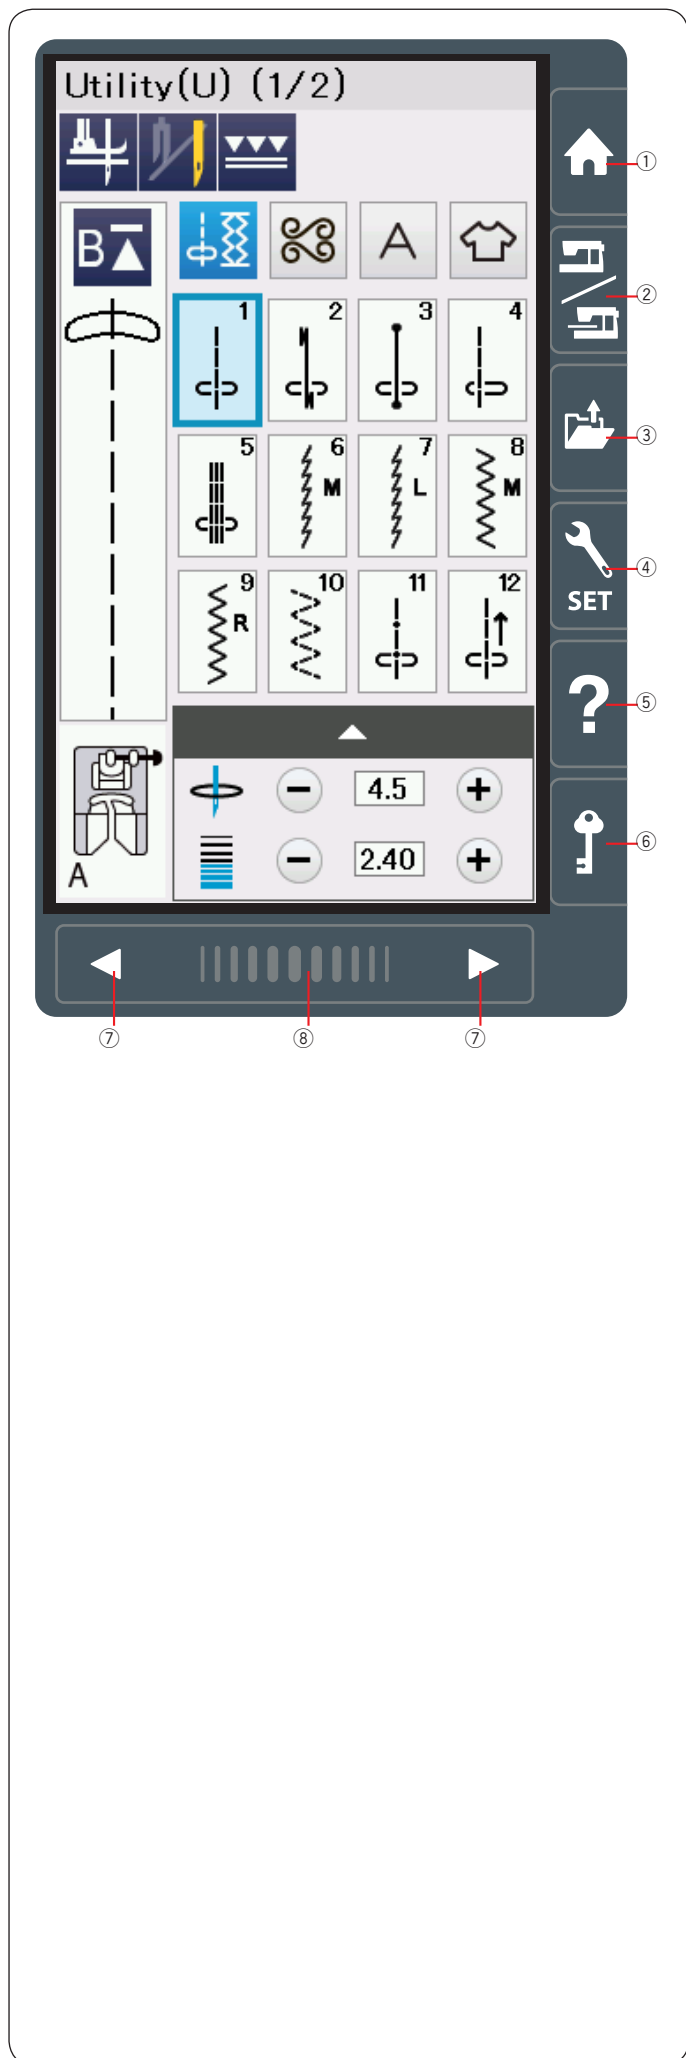 Utility(U) (1/2)
B
A
1 2 3 4
5 6 M 7 L 8 M
9 R 10 11 12
4.5
2.40
A
SET
?
①
②
③
④
⑤
⑥
⑦ ⑧ ⑦